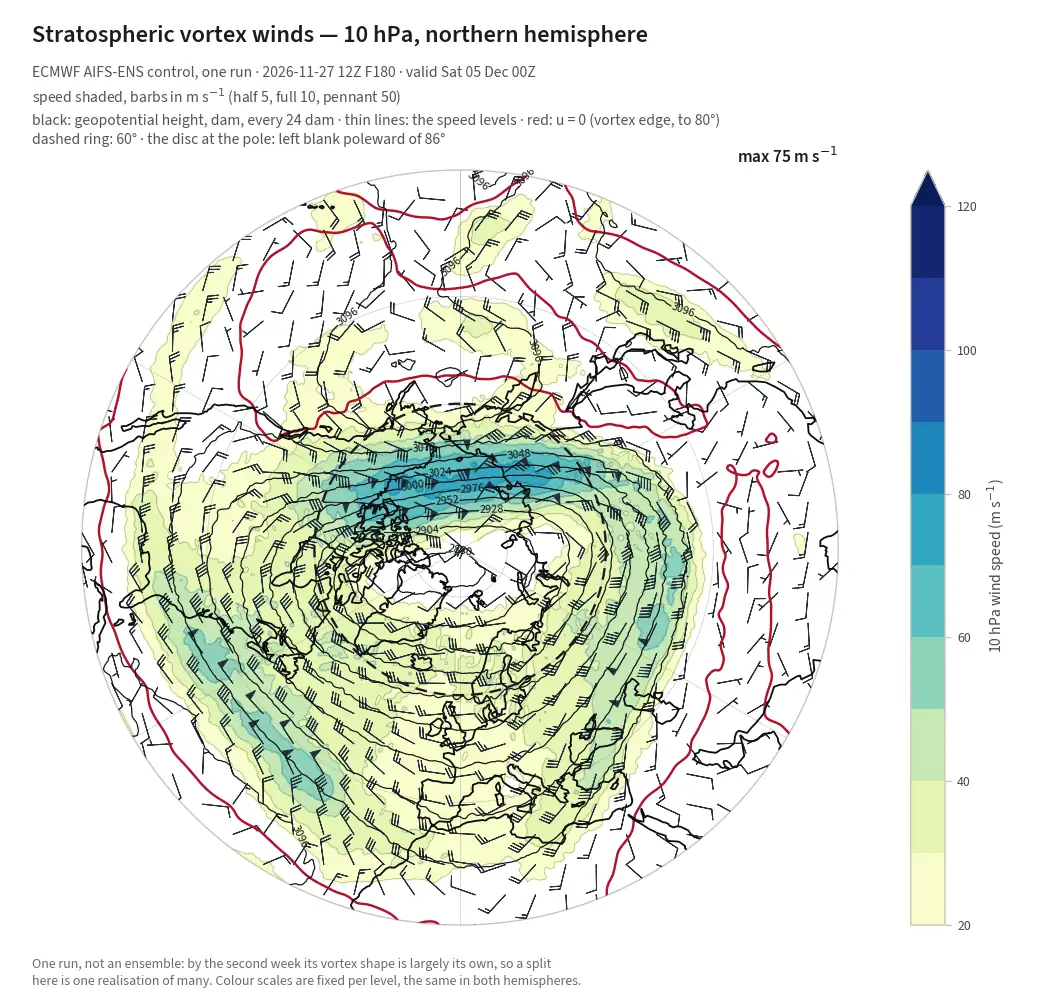 Stratospheric vortex winds — 10 hPa, northern hemisphere
ECMWF AIFS-ENS control, one run · 2026-11-27 12Z F180 · valid Sat 05 Dec 00Z
speed shaded, barbs in m s⁻¹ (half 5, full 10, pennant 50)
black: geopotential height, dam, every 24 dam · thin lines: the speed levels · red: u = 0 (vortex edge, to 80°)
dashed ring: 60° · the disc at the pole: left blank poleward of 86°
max 75 m s⁻¹
3096
3096
3096
3096
3096
3048
3024
2976
2952
2928
2904
3096
120
100
80
60
40
20
10 hPa wind speed (m s⁻¹)
One run, not an ensemble: by the second week its vortex shape is largely its own, so a split
here is one realisation of many. Colour scales are fixed per level, the same in both hemispheres.